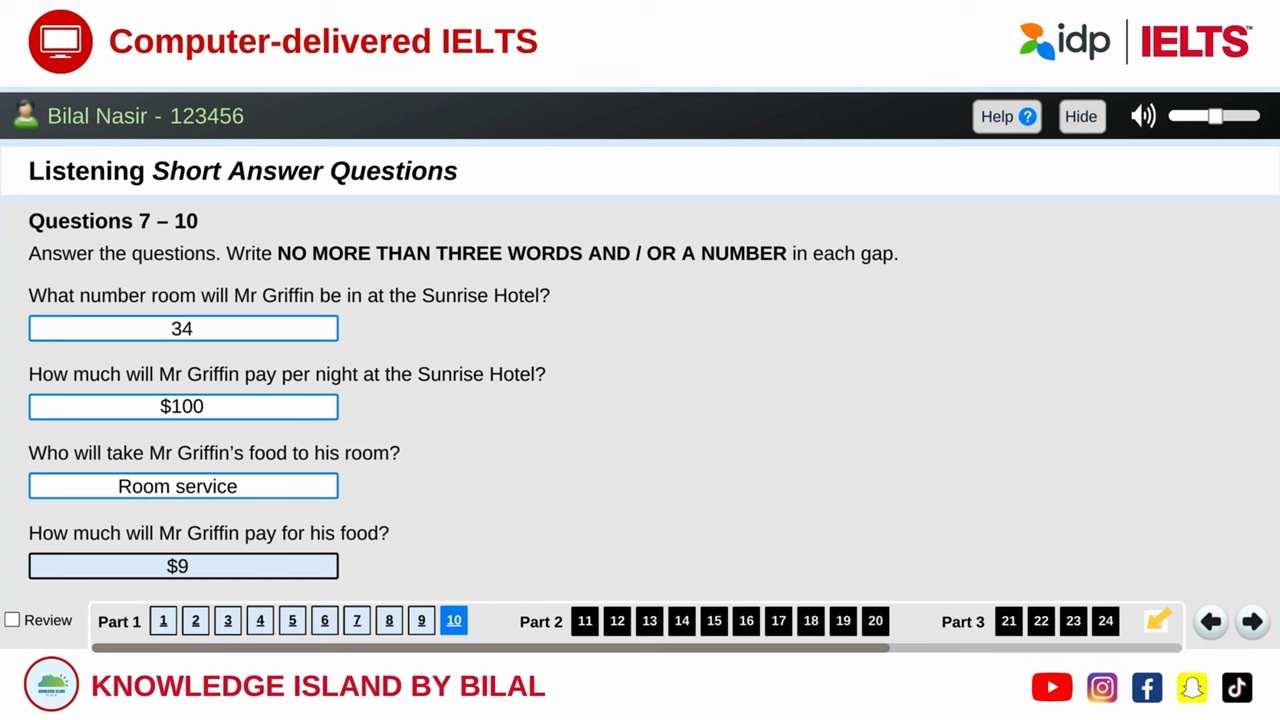 Computer-delivered IELTS
idp | IELTS™
Bilal Nasir - 123456
Help ?
Hide
Listening Short Answer Questions
Questions 7 – 10
Answer the questions. Write NO MORE THAN THREE WORDS AND / OR A NUMBER in each gap.
What number room will Mr Griffin be in at the Sunrise Hotel?
34
How much will Mr Griffin pay per night at the Sunrise Hotel?
$100
Who will take Mr Griffin’s food to his room?
Room service
How much will Mr Griffin pay for his food?
$9
Review
Part 1 1 2 3 4 5 6 7 8 9 10
Part 2 11 12 13 14 15 16 17 18 19 20
Part 3 21 22 23 24
KNOWLEDGE ISLAND BY BILAL